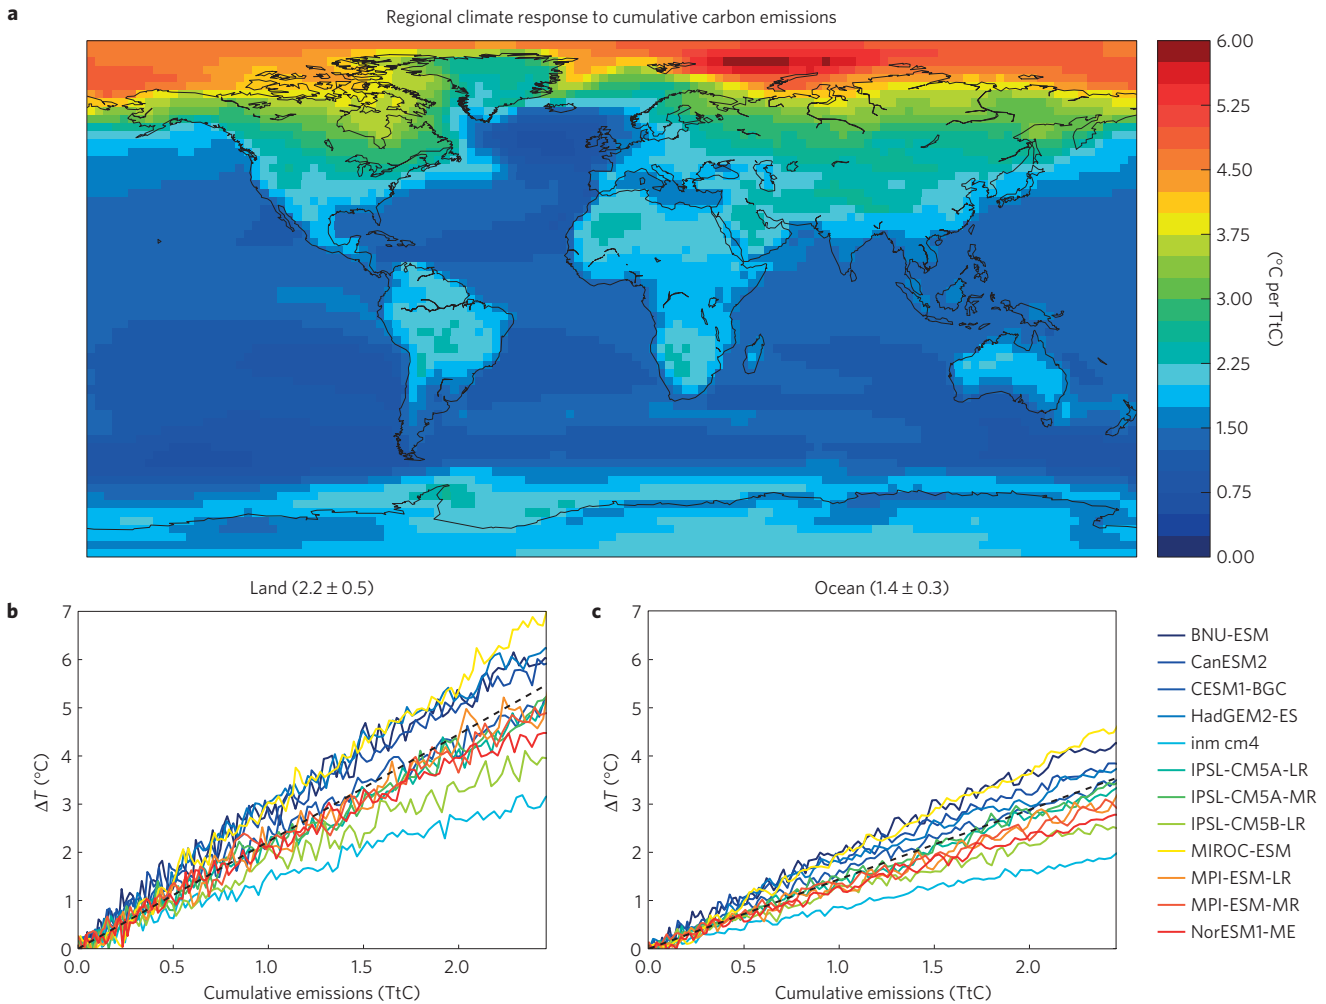 a
Regional climate response to cumulative carbon emissions
6.00
5.25
4.50
3.75
3.00
2.25
1.50
0.75
0.00
(°C per TtC)
b
Land (2.2 ± 0.5)
7
6
5
4
3
2
1
0
ΔT (°C)
0.0 0.5 1.0 1.5 2.0
Cumulative emissions (TtC)
c
Ocean (1.4 ± 0.3)
7
6
5
4
3
2
1
0
ΔT (°C)
0.0 0.5 1.0 1.5 2.0
Cumulative emissions (TtC)
BNU-ESM
CanESM2
CESM1-BGC
HadGEM2-ES
inm cm4
IPSL-CM5A-LR
IPSL-CM5A-MR
IPSL-CM5B-LR
MIROC-ESM
MPI-ESM-LR
MPI-ESM-MR
NorESM1-ME